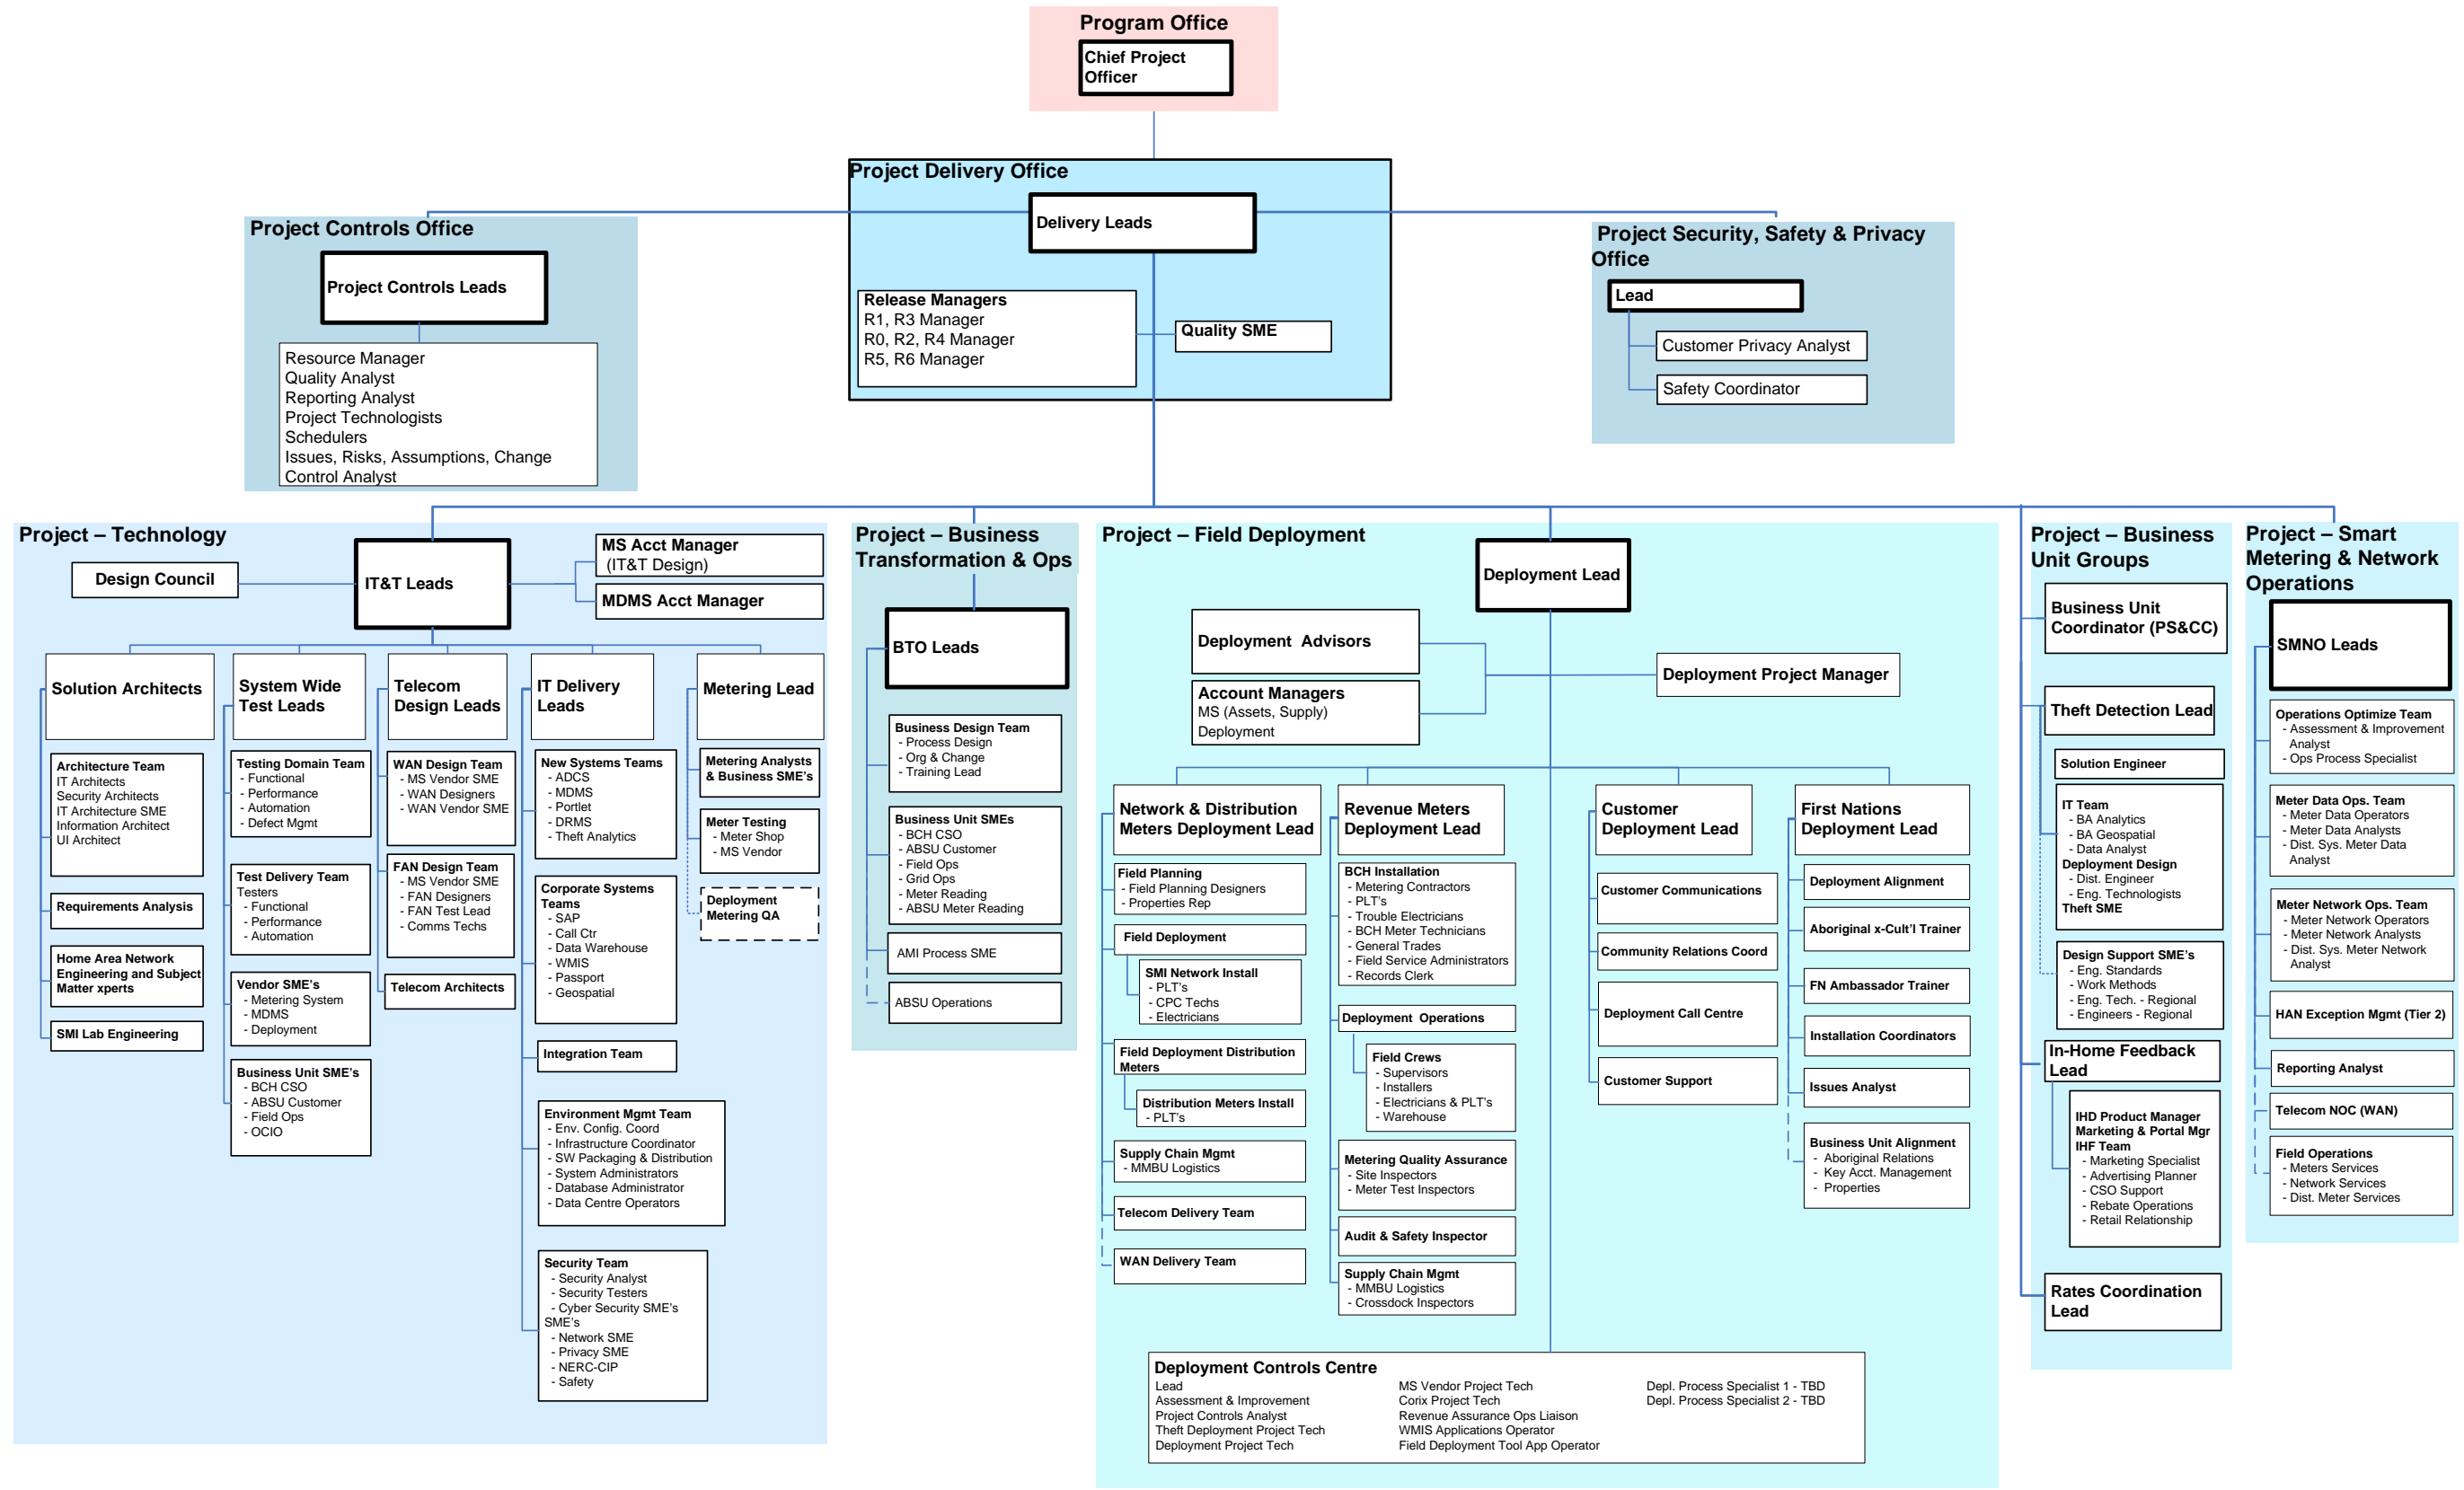 Program Office
Chief Project
Officer
Project Delivery Office
Delivery Leads
Release Managers
R1, R3 Manager
R0, R2, R4 Manager
R5, R6 Manager
Quality SME
Project Controls Office
Project Controls Leads
Resource Manager
Quality Analyst
Reporting Analyst
Project Technologists
Schedulers
Issues, Risks, Assumptions, Change
Control Analyst
Project Security, Safety & Privacy
Office
Lead
Customer Privacy Analyst
Safety Coordinator
Project – Technology
Design Council
IT&T Leads
MS Acct Manager
(IT&T Design)
MDMS Acct Manager
Solution Architects
Architecture Team
IT Architects
Security Architects
IT Architecture SME
Information Architect
UI Architect
Requirements Analysis
Home Area Network
Engineering and Subject
Matter xperts
SMI Lab Engineering
System Wide
Test Leads
Testing Domain Team
- Functional
- Performance
- Automation
- Defect Mgmt
Test Delivery Team
Testers
- Functional
- Performance
- Automation
Vendor SME's
- Metering System
- MDMS
- Deployment
Business Unit SME's
- BCH CSO
- ABSU Customer
- Field Ops
- OCIO
Telecom
Design Leads
WAN Design Team
- MS Vendor SME
- WAN Designers
- WAN Vendor SME
FAN Design Team
- MS Vendor SME
- FAN Designers
- FAN Test Lead
- Comms Techs
Telecom Architects
IT Delivery
Leads
New Systems Teams
- ADCS
- MDMS
- Portlet
- DRMS
- Theft Analytics
Corporate Systems
Teams
- SAP
- Call Ctr
- Data Warehouse
- WMIS
- Passport
- Geospatial
Integration Team
Environment Mgmt Team
- Env. Config. Coord
- Infrastructure Coordinator
- SW Packaging & Distribution
- System Administrators
- Database Administrator
- Data Centre Operators
Security Team
- Security Analyst
- Security Testers
- Cyber Security SME's
SME's
- Network SME
- Privacy SME
- NERC-CIP
- Safety
Metering Lead
Metering Analysts
& Business SME's
Meter Testing
- Meter Shop
- MS Vendor
Deployment
Metering QA
Project – Business
Transformation & Ops
BTO Leads
Business Design Team
- Process Design
- Org & Change
- Training Lead
Business Unit SMEs
- BCH CSO
- ABSU Customer
- Field Ops
- Grid Ops
- Meter Reading
- ABSU Meter Reading
AMI Process SME
ABSU Operations
Project – Field Deployment
Deployment Lead
Deployment Advisors
Account Managers
MS (Assets, Supply)
Deployment
Deployment Project Manager
Network & Distribution
Meters Deployment Lead
Field Planning
- Field Planning Designers
- Properties Rep
Field Deployment
SMI Network Install
- PLT's
- CPC Techs
- Electricians
Field Deployment Distribution
Meters
Distribution Meters Install
- PLT's
Supply Chain Mgmt
- MMBU Logistics
Telecom Delivery Team
WAN Delivery Team
Revenue Meters
Deployment Lead
BCH Installation
- Metering Contractors
- PLT's
- Trouble Electricians
- BCH Meter Technicians
- General Trades
- Field Service Administrators
- Records Clerk
Deployment Operations
Field Crews
- Supervisors
- Installers
- Electricians & PLT's
- Warehouse
Metering Quality Assurance
- Site Inspectors
- Meter Test Inspectors
Audit & Safety Inspector
Supply Chain Mgmt
- MMBU Logistics
- Crossdock Inspectors
Customer
Deployment Lead
Customer Communications
Community Relations Coord
Deployment Call Centre
Customer Support
First Nations
Deployment Lead
Deployment Alignment
Aboriginal x-Cult'l Trainer
FN Ambassador Trainer
Installation Coordinators
Issues Analyst
Business Unit Alignment
- Aboriginal Relations
- Key Acct. Management
- Properties
Deployment Controls Centre
Lead
Assessment & Improvement
Project Controls Analyst
Theft Deployment Project Tech
Deployment Project Tech
MS Vendor Project Tech
Corix Project Tech
Revenue Assurance Ops Liaison
WMIS Applications Operator
Field Deployment Tool App Operator
Depl. Process Specialist 1 - TBD
Depl. Process Specialist 2 - TBD
Project – Business
Unit Groups
Business Unit
Coordinator (PS&CC)
Theft Detection Lead
Solution Engineer
IT Team
- BA Analytics
- BA Geospatial
- Data Analyst
Deployment Design
- Dist. Engineer
- Eng. Technologists
Theft SME
Design Support SME's
- Eng. Standards
- Work Methods
- Eng. Tech. - Regional
- Engineers - Regional
In-Home Feedback
Lead
IHD Product Manager
Marketing & Portal Mgr
IHF Team
- Marketing Specialist
- Advertising Planner
- CSO Support
- Rebate Operations
- Retail Relationship
Rates Coordination
Lead
Project – Smart
Metering & Network
Operations
SMNO Leads
Operations Optimize Team
- Assessment & Improvement
Analyst
- Ops Process Specialist
Meter Data Ops. Team
- Meter Data Operators
- Meter Data Analysts
- Dist. Sys. Meter Data
Analyst
Meter Network Ops. Team
- Meter Network Operators
- Meter Network Analysts
- Dist. Sys. Meter Network
Analyst
HAN Exception Mgmt (Tier 2)
Reporting Analyst
Telecom NOC (WAN)
Field Operations
- Meters Services
- Network Services
- Dist. Meter Services